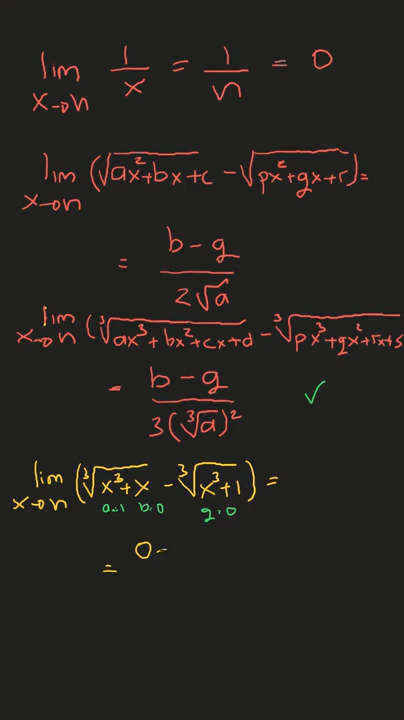 lim x→n 1/x = 1/n = 0
lim x→n (√(ax²+bx+c) - √(px²+gx+r)) =
= (b-g)/(2√a)
lim x→n (∛(ax³+bx²+cx+d) - ∛(px³+gx²+rx+s)
= (b-g)/(3(∛a)²) ✓
lim x→n (∛(x³+x) - ∛(x³+1)) =
a=1 b=0 g=0
= 0-